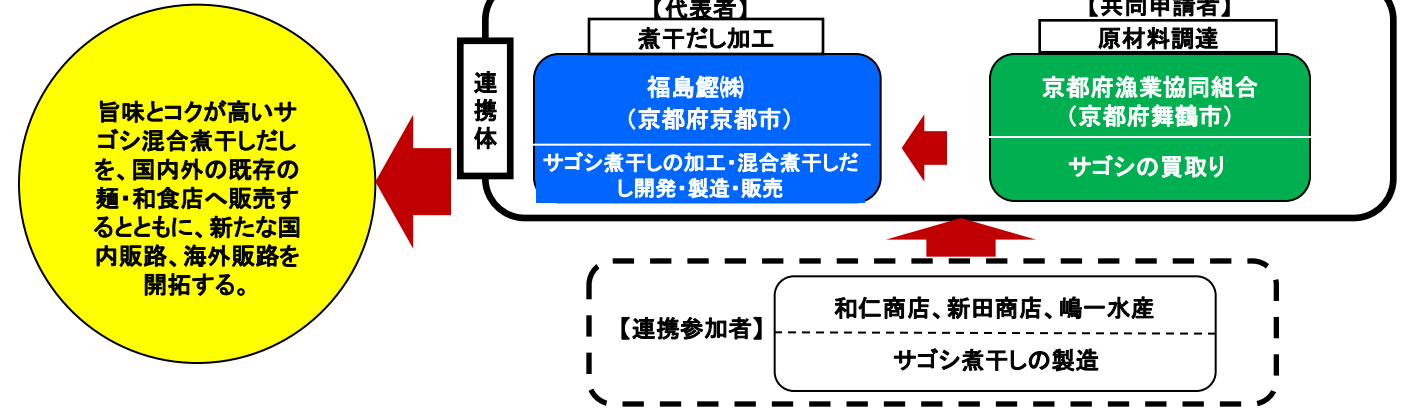 旨味とコクが高いサ
ゴシ混合煮干しだし
を、国内外の既存の
麺・和食店へ販売す
るとともに、新たな国
内販路、海外販路を
開拓する。
連
携
体
【代表者】
煮干だし加工
福島鰹㈱
（京都府京都市）
サゴシ煮干しの加工・混合煮干しだ
し開発・製造・販売
【共同申請者】
原材料調達
京都府漁業協同組合
（京都府舞鶴市）
サゴシの買取り
【連携参加者】
和仁商店、新田商店、嶋一水産
サゴシ煮干しの製造